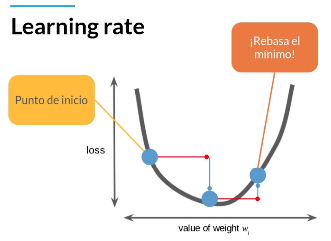 Learning rate
¡Rebasa el
mínimo!
Punto de inicio
loss
value of weight wᵢ